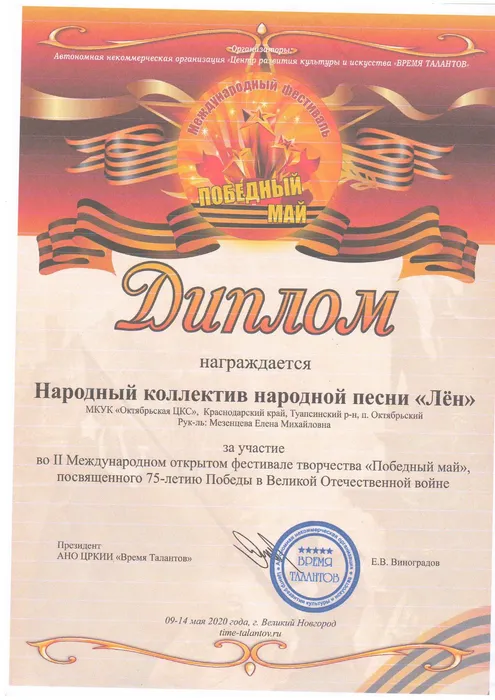 Организаторы:
Автономная некоммерческая организация «Центр развития культуры и искусства «ВРЕМЯ ТАЛАНТОВ»
Международный фестиваль
ПОБЕДНЫЙ
МАЙ
Диплом
награждается
Народный коллектив народной песни «Лён»
МКУК «Октябрьская ЦКС», Краснодарский край, Туапсинский р-н, п. Октябрьский
Рук-ль: Мезенцева Елена Михайловна
за участие
во II Международном открытом фестивале творчества «Победный май»,
посвященного 75-летию Победы в Великой Отечественной войне
Президент
АНО ЦРКИИ «Время Талантов»
ВРЕМЯ
ТАЛАНТОВ
Е.В. Виноградов
09-14 мая 2020 года, г. Великий Новгород
time-talantov.ru